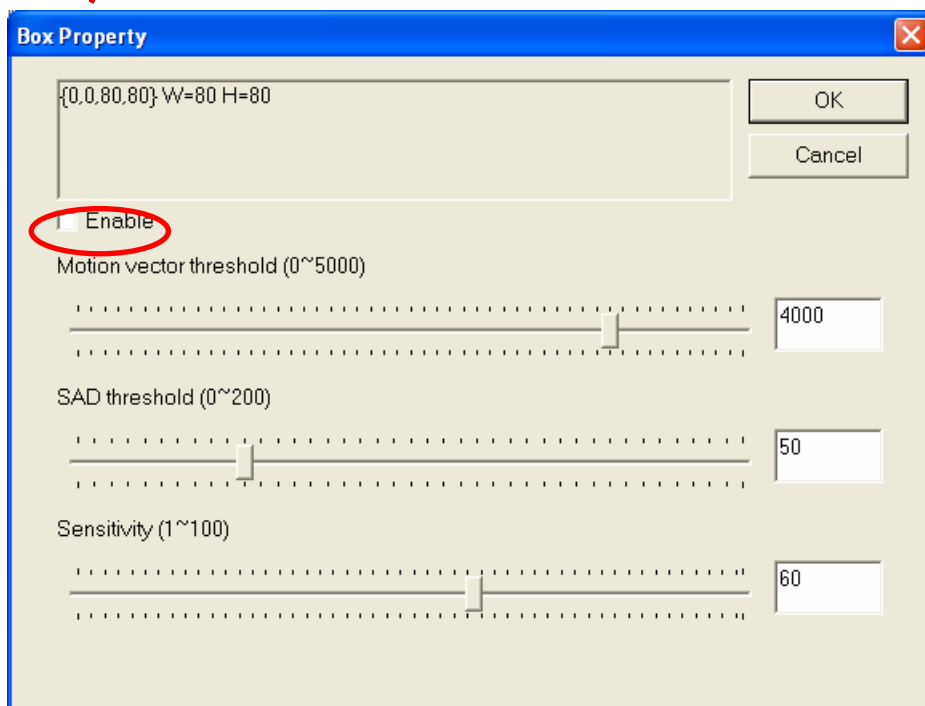 Box Property
{0,0,80,80} W=80 H=80
OK
Cancel
Enable
Motion vector threshold (0~5000)
4000
SAD threshold (0~200)
50
Sensitivity (1~100)
60